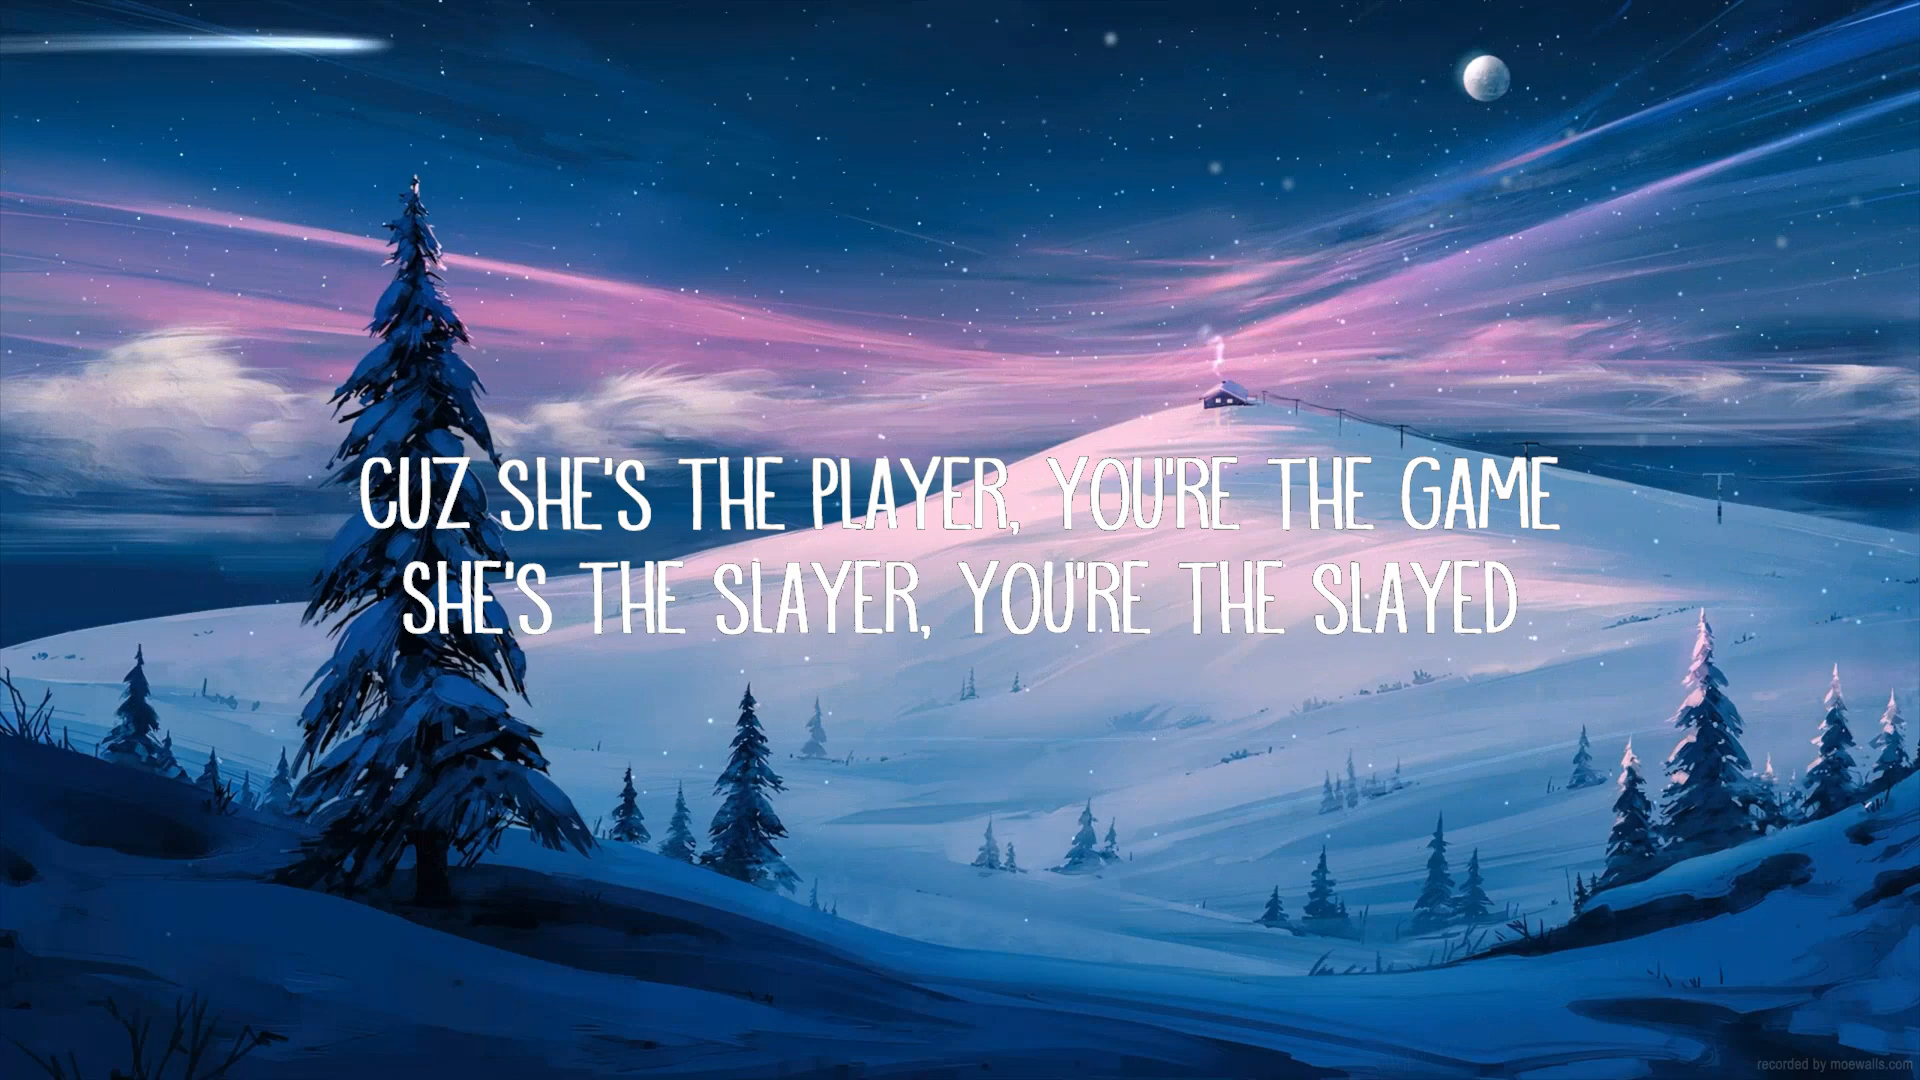 CUZ SHE'S THE PLAYER, YOU'RE THE GAME
SHE'S THE SLAYER, YOU'RE THE SLAYED
recorded by moewalls.com